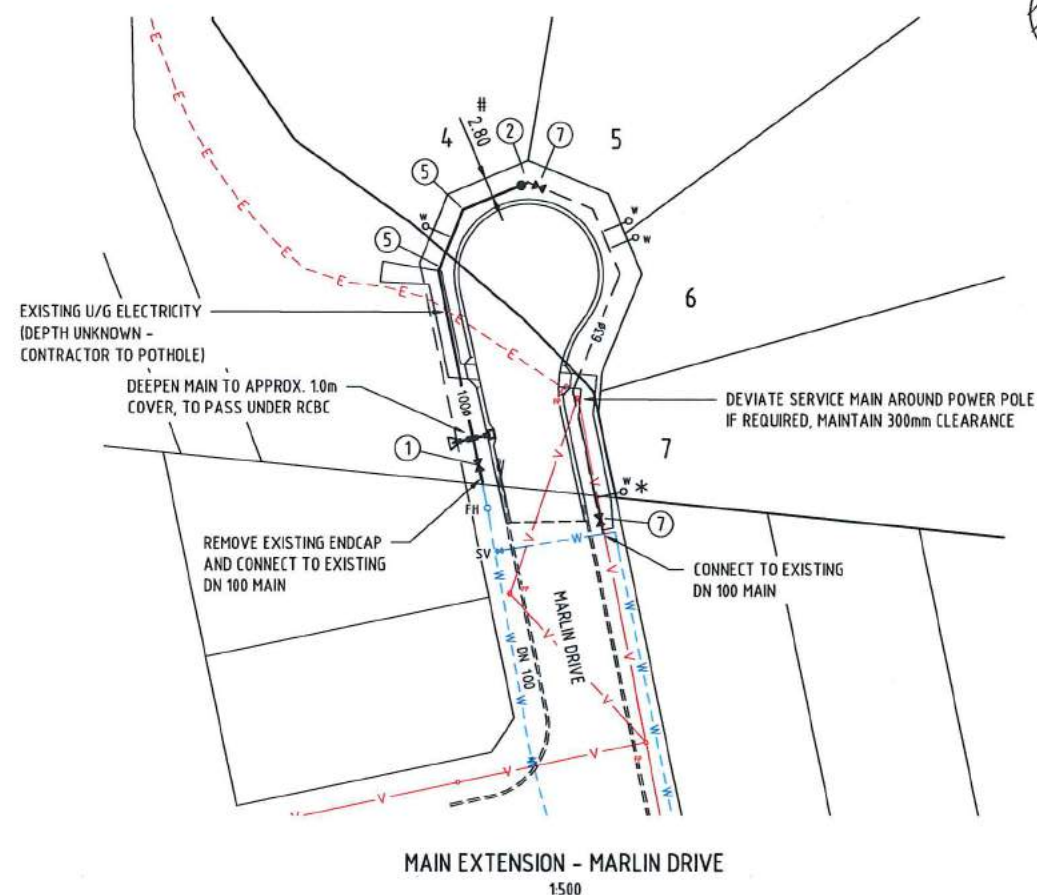 E
E
E
E
E
E
E
#
2.80
4
2
7
5
5
W
W
W
5
6
63ø
EXISTING U/G ELECTRICITY
(DEPTH UNKNOWN -
CONTRACTOR TO POTHOLE)
DEEPEN MAIN TO APPROX. 1.0m
COVER, TO PASS UNDER RCBC
100ø
DEVIATE SERVICE MAIN AROUND POWER POLE
IF REQUIRED, MAINTAIN 300mm CLEARANCE
7
1
V
V
W
*
FH
7
REMOVE EXISTING ENDCAP
AND CONNECT TO EXISTING
DN 100 MAIN
SV
W
V
CONNECT TO EXISTING
DN 100 MAIN
MARLIN DRIVE
DN 100
W
W
W
W
W
W
V
V
V
V
V
V
V
MAIN EXTENSION - MARLIN DRIVE
1:500